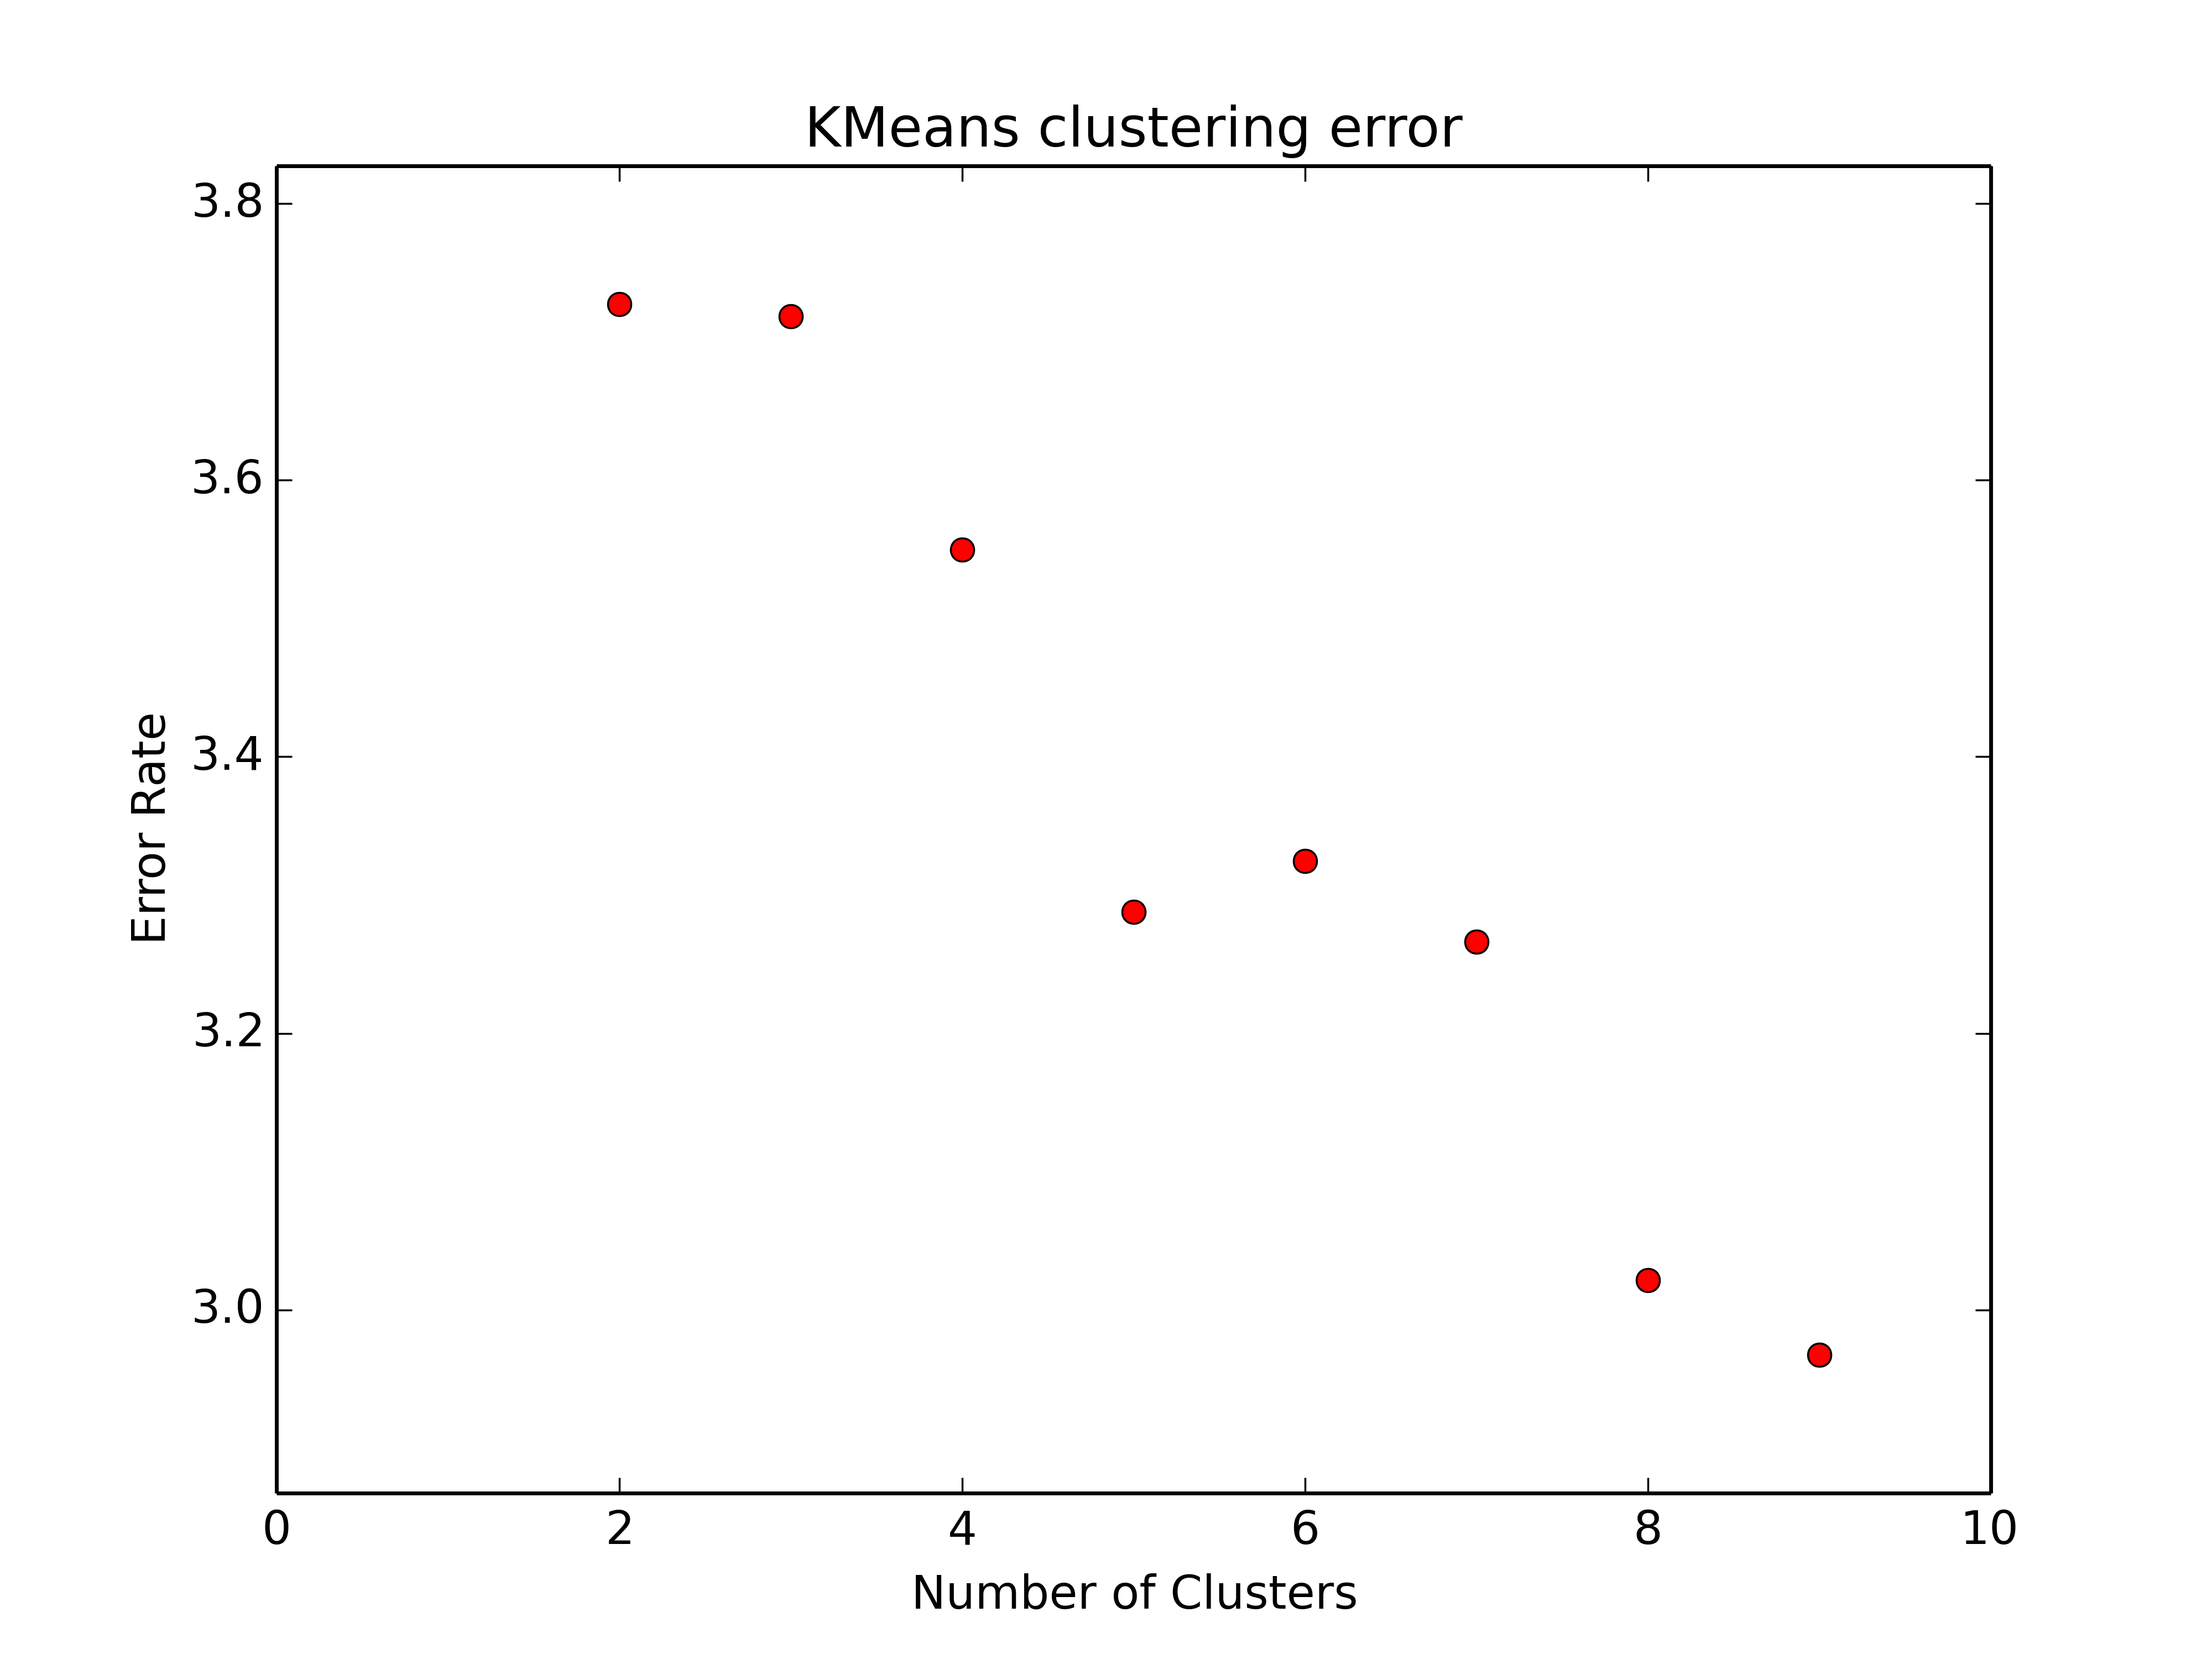 KMeans clustering error
3.8
3.6
3.4
3.2
3.0
Error Rate
0 2 4 6 8 10
Number of Clusters